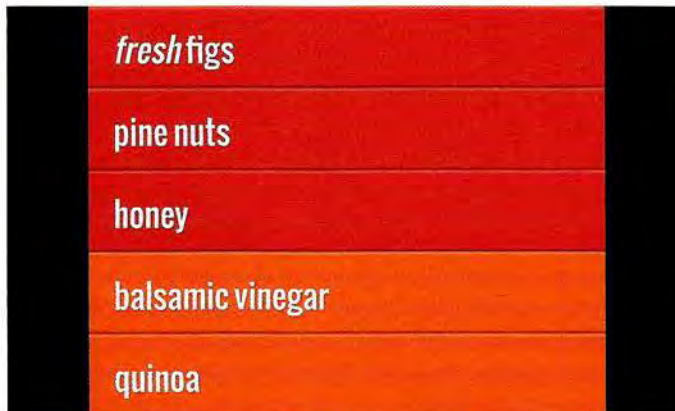 fresh figs
pine nuts
honey
balsamic vinegar
quinoa